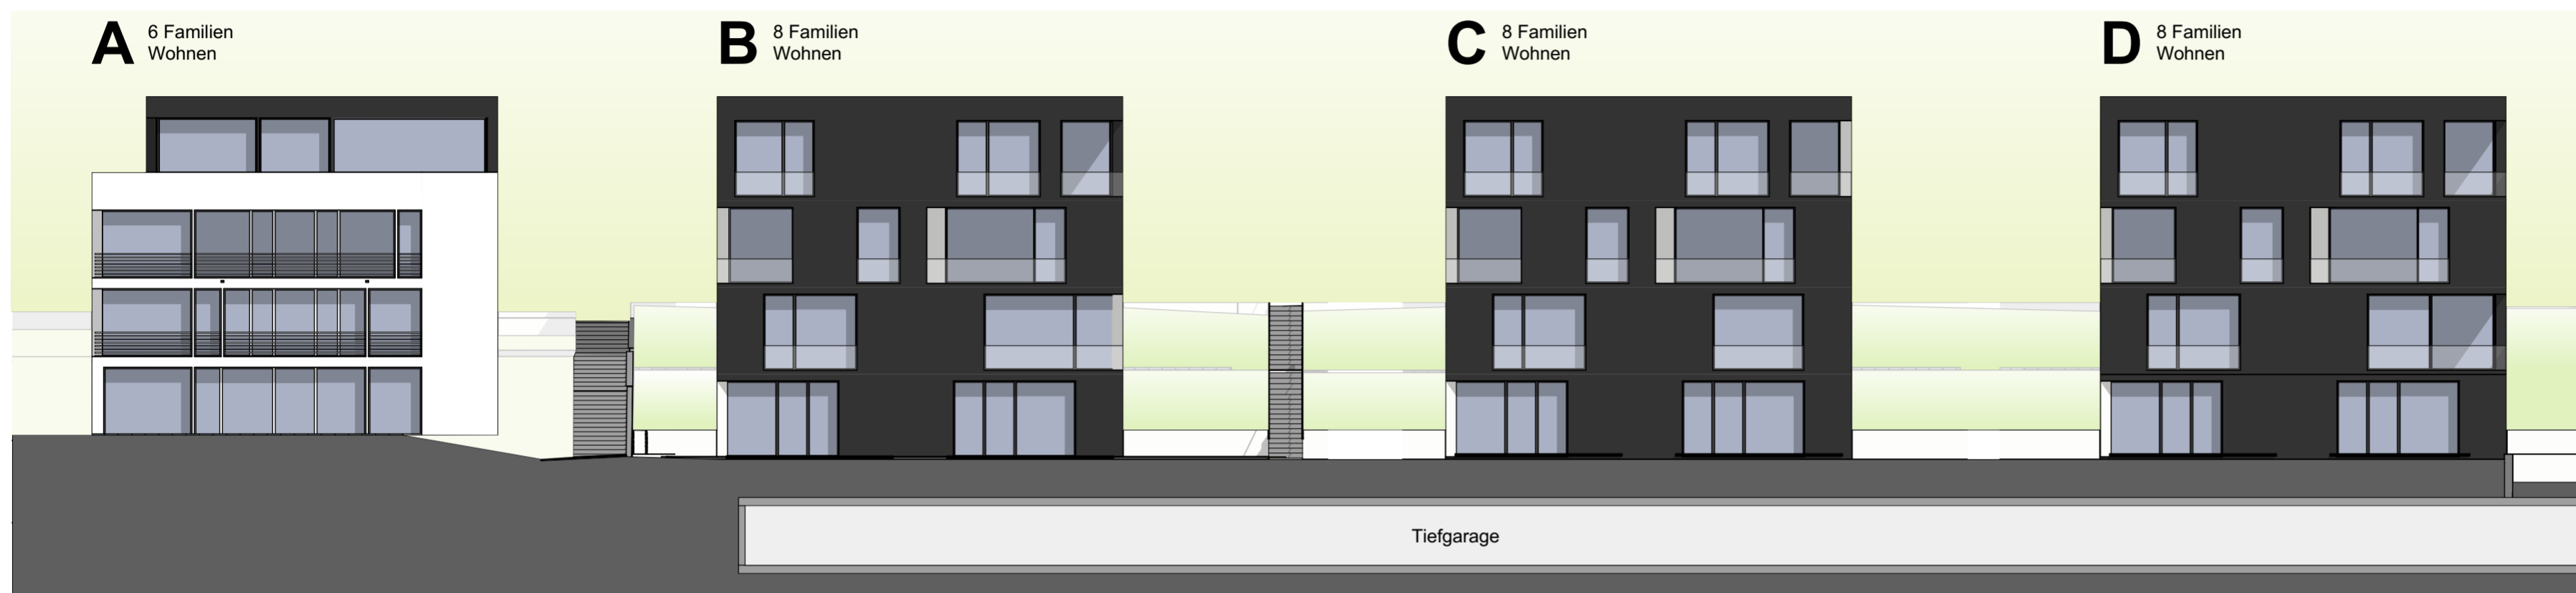 A 6 Familien
Wohnen
B 8 Familien
Wohnen
C 8 Familien
Wohnen
D 8 Familien
Wohnen
Tiefgarage